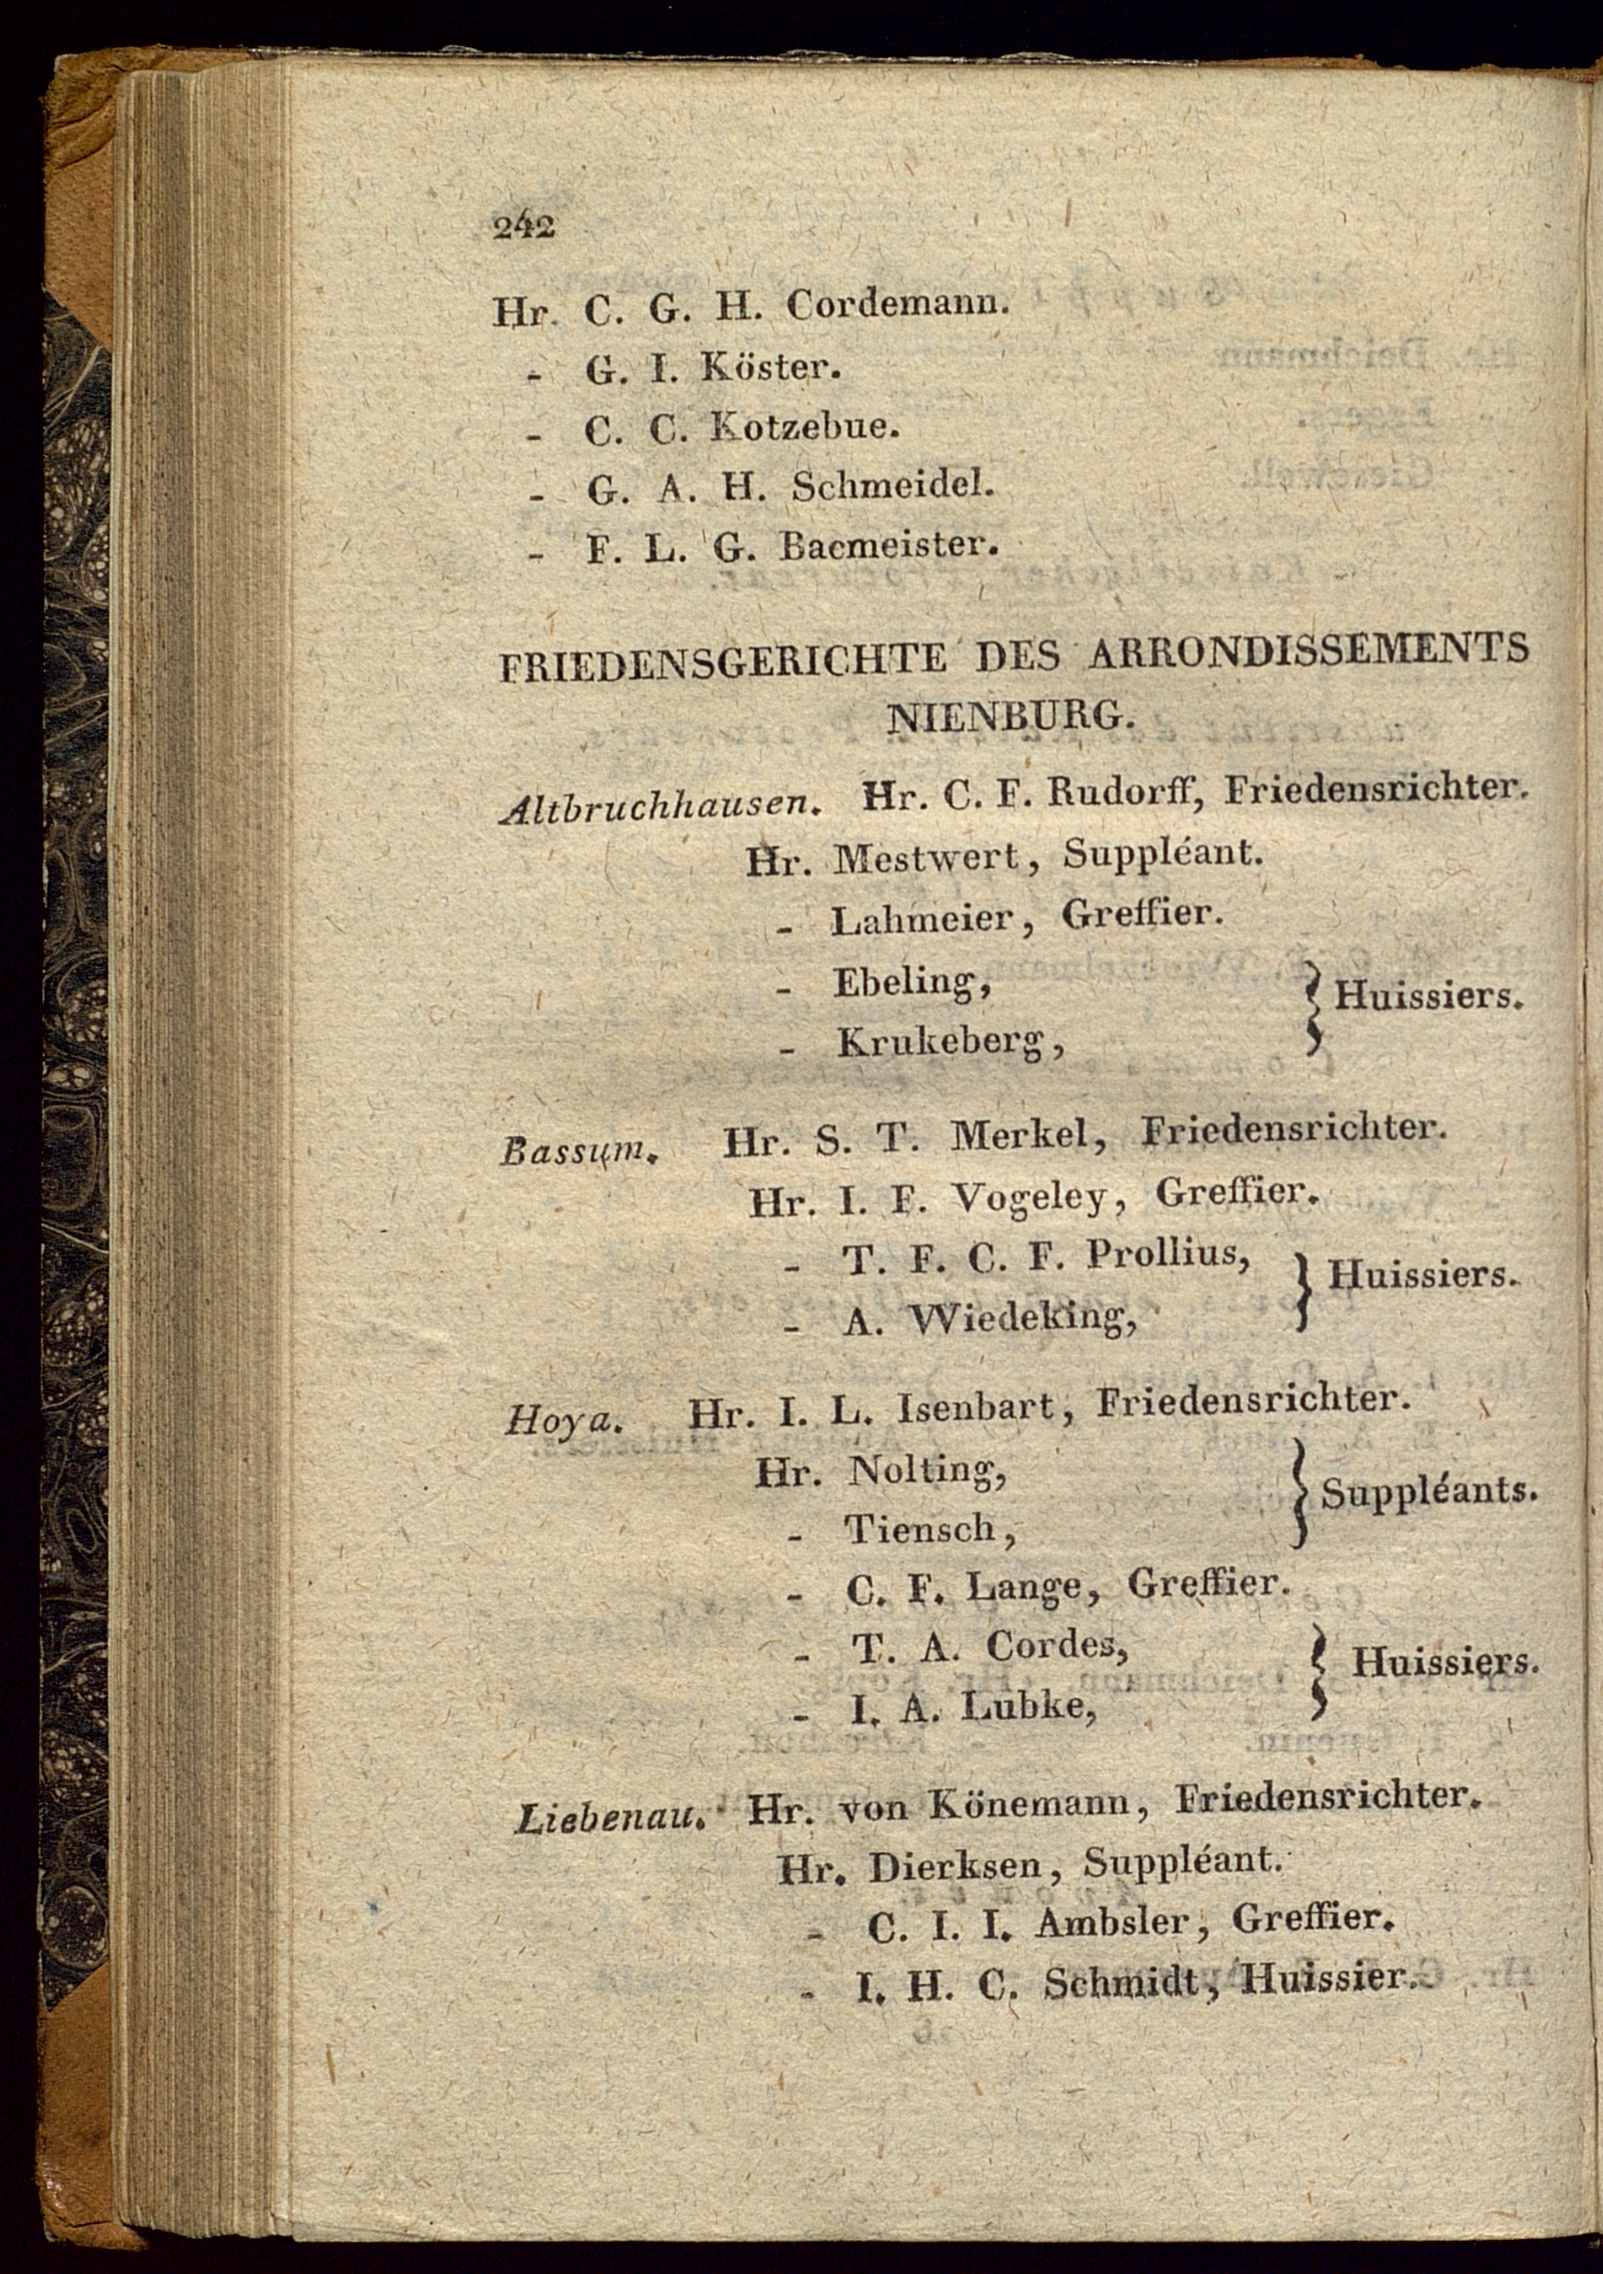 242
Hr. C. G. H. Cordemann.
- G. I. Köster.
- C. C. Kotzebue.
- G. A. H. Schmeidel.
- F. L. G. Bacmeister.
FRIEDENSGERICHTE DES ARRONDISSEMENTS
NIENBURG.
Altbruchhausen. Hr. C. F. Rudorff, Friedensrichter.
Hr. Mestwert, Suppléant.
- Lahmeier, Greffier.
- Ebeling,
} Huissiers.
- Krukeberg,
Bassum. Hr. S. T. Merkel, Friedensrichter.
Hr. I. F. Vogeley, Greffier.
- T. F. C. F. Prollius,
} Huissiers.
- A. Wiedeking,
Hoya. Hr. I. L. Isenbart, Friedensrichter.
Hr. Nolting,
} Suppléants.
- Tiensch,
- C. F. Lange, Greffier.
- T. A. Cordes,
} Huissiers.
- I. A. Lubke,
Liebenau. Hr. von Könemann, Friedensrichter.
Hr. Dierksen, Suppléant.
- C. I. I. Ambsler, Greffier.
- I. H. C. Schmidt, Huissier.